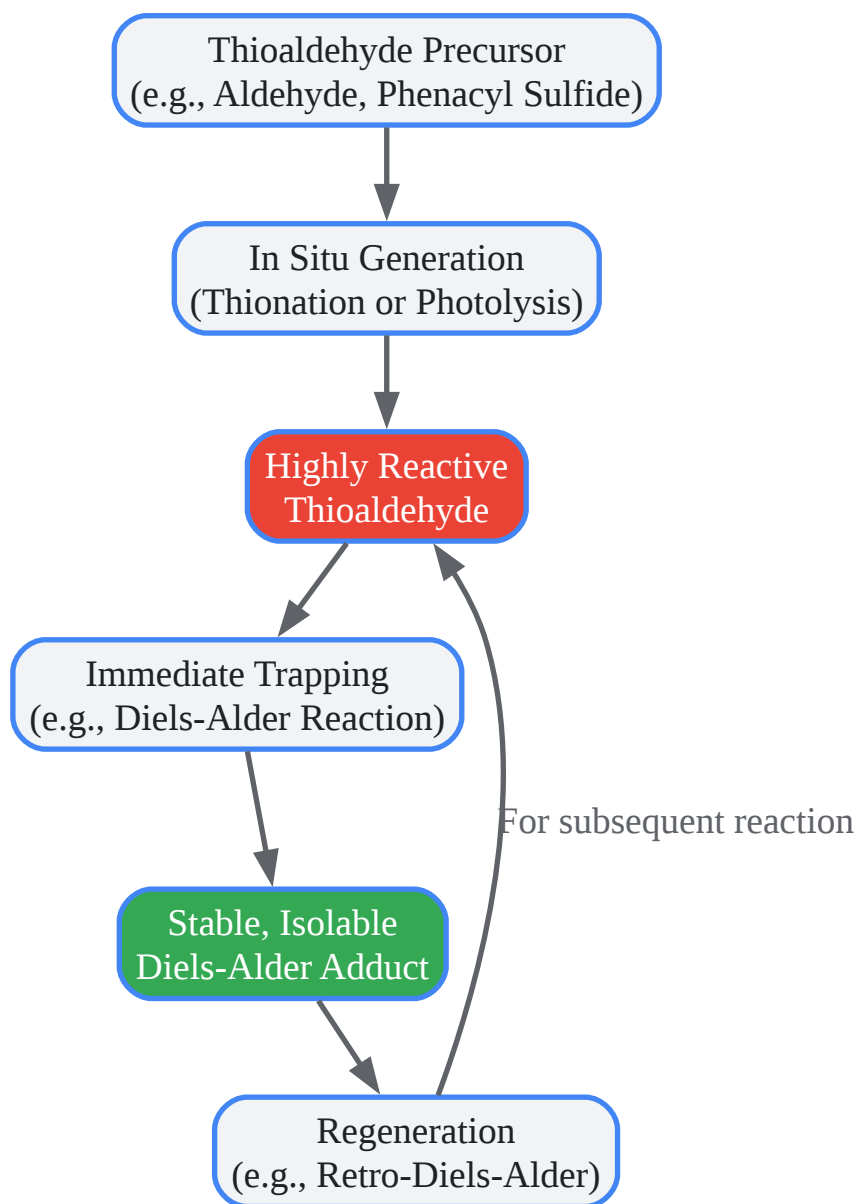 Thioaldehyde Precursor
(e.g., Aldehyde, Phenacyl Sulfide)
In Situ Generation
(Thionation or Photolysis)
Highly Reactive
Thioaldehyde
Immediate Trapping
(e.g., Diels-Alder Reaction)
For subsequent reaction
Stable, Isolable
Diels-Alder Adduct
Regeneration
(e.g., Retro-Diels-Alder)